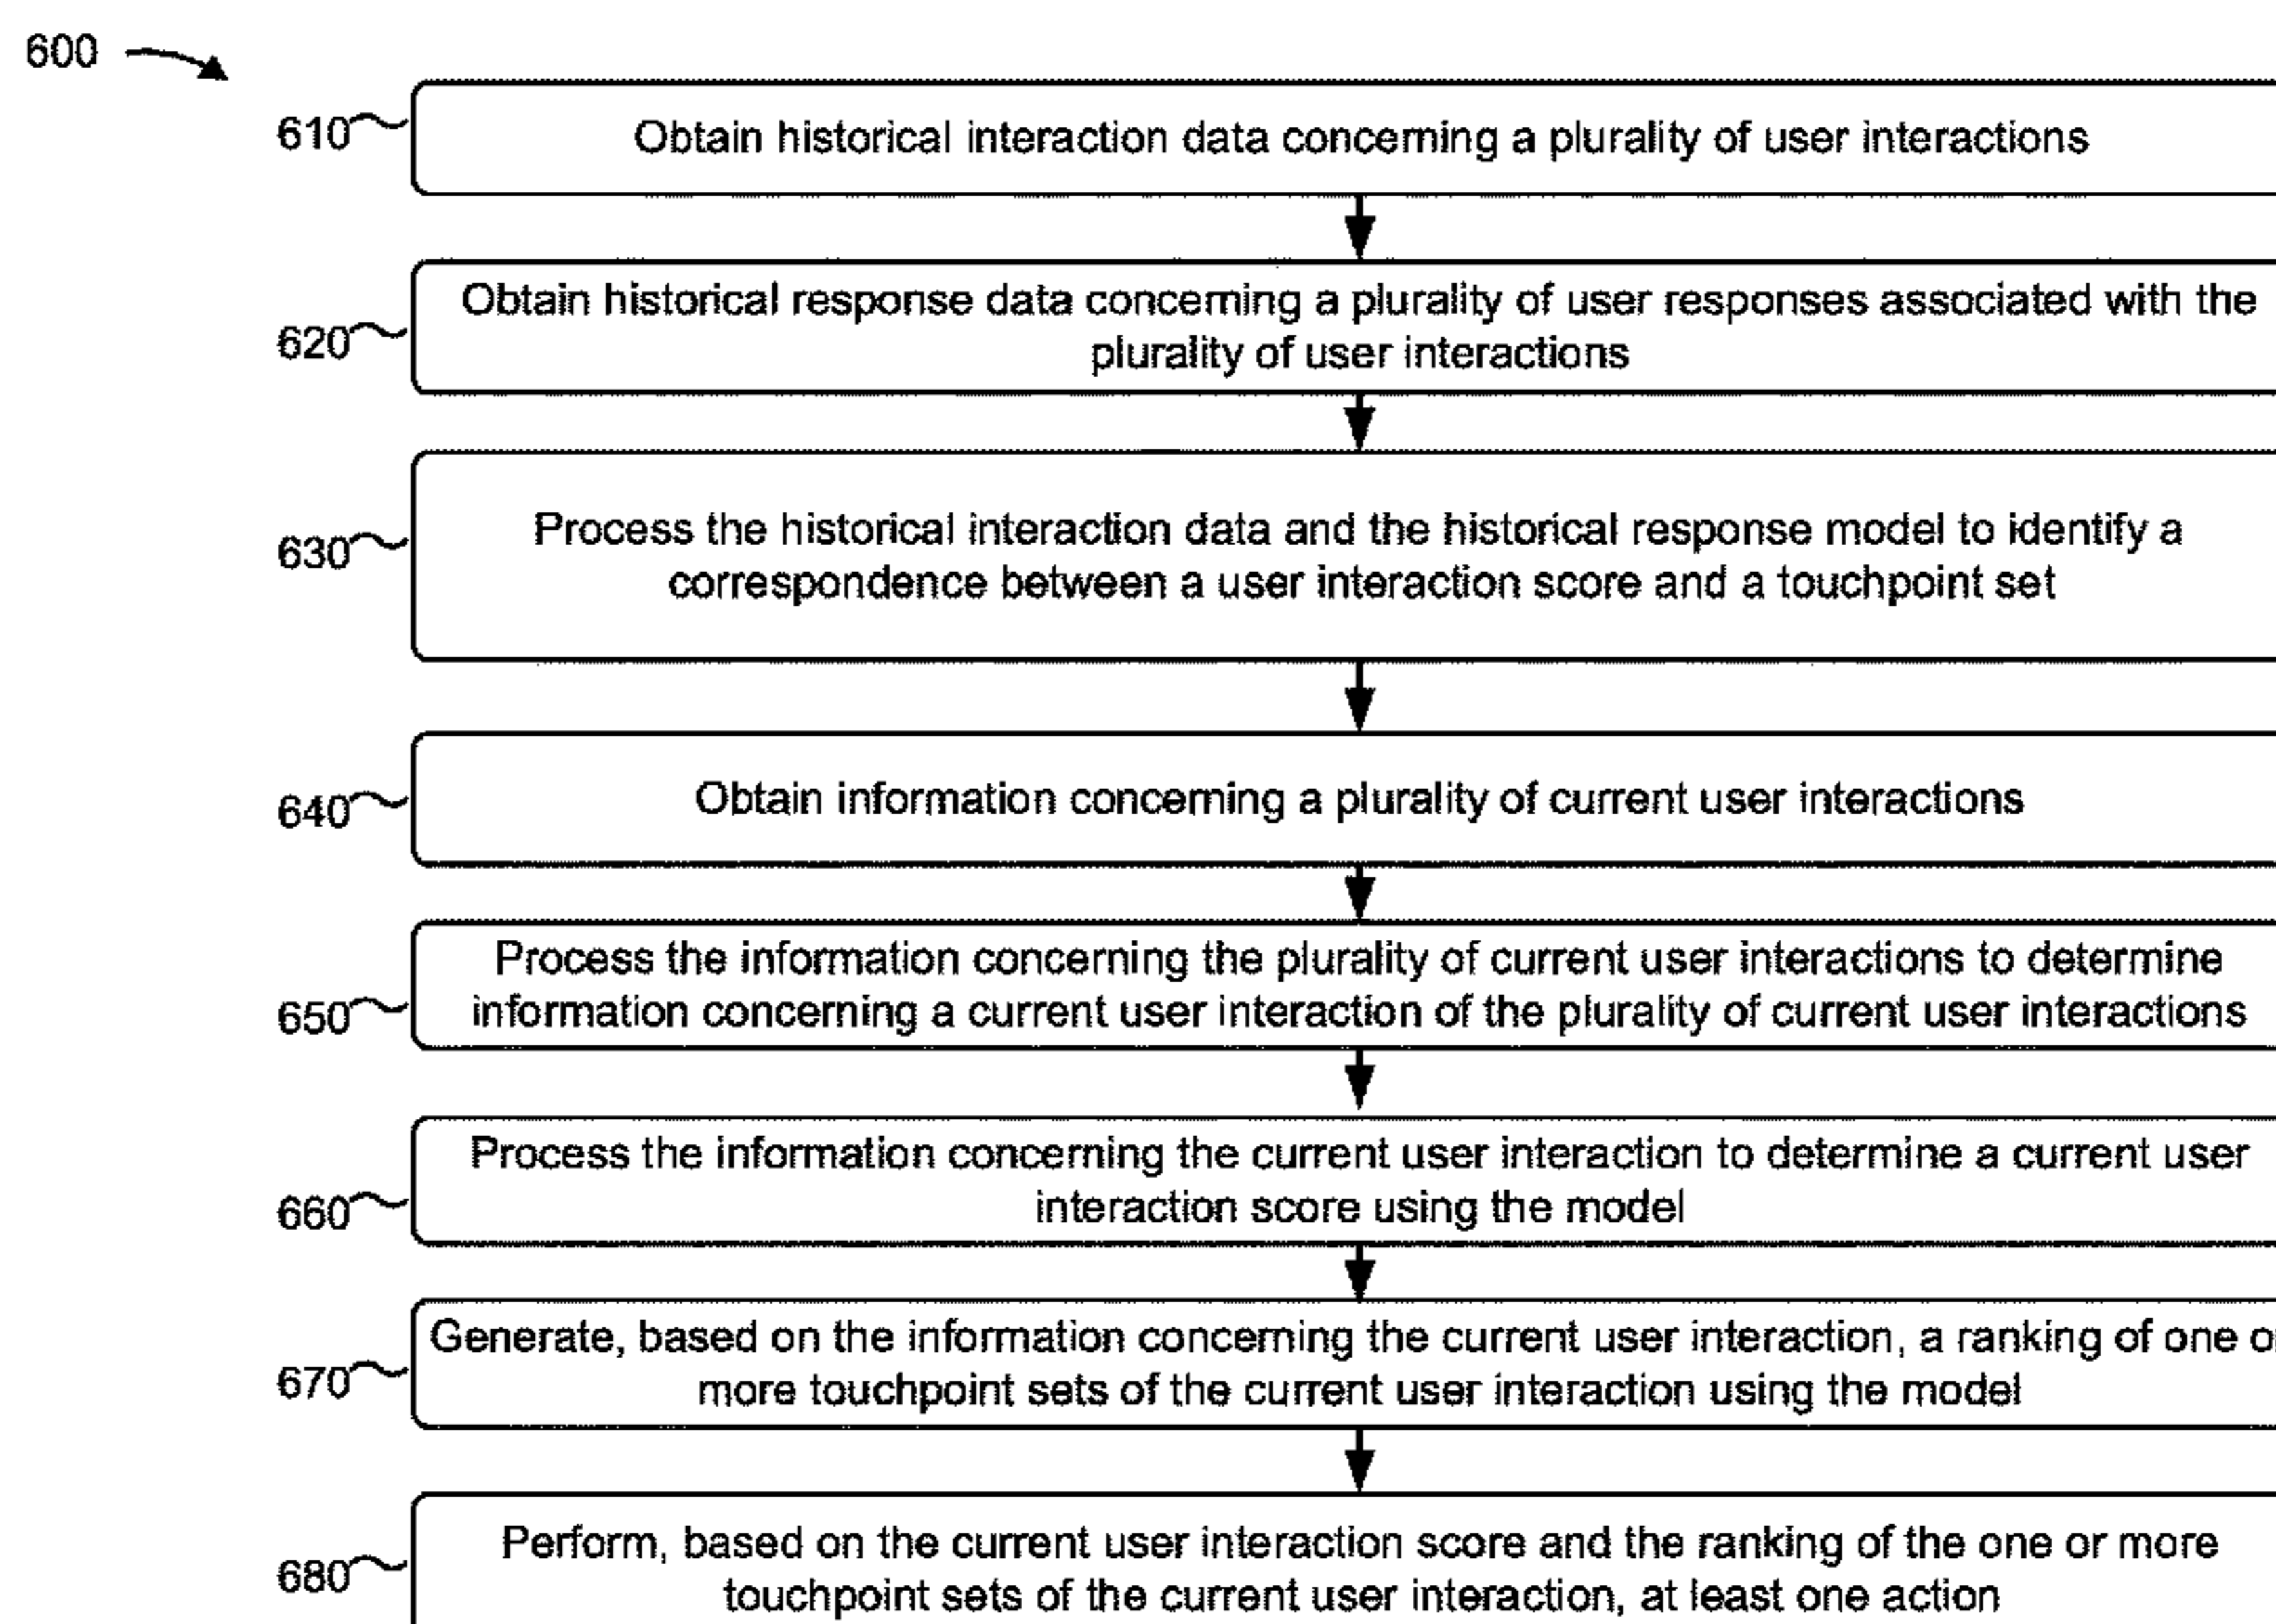 600
610
Obtain historical interaction data concerning a plurality of user interactions
620
Obtain historical response data concerning a plurality of user responses associated with the
plurality of user interactions
630
Process the historical interaction data and the historical response model to identify a
correspondence between a user interaction score and a touchpoint set
640
Obtain information concerning a plurality of current user interactions
650
Process the information concerning the plurality of current user interactions to determine
information concerning a current user interaction of the plurality of current user interactions
660
Process the information concerning the current user interaction to determine a current user
interaction score using the model
670
Generate, based on the information concerning the current user interaction, a ranking of one or
more touchpoint sets of the current user interaction using the model
680
Perform, based on the current user interaction score and the ranking of the one or more
touchpoint sets of the current user interaction, at least one action